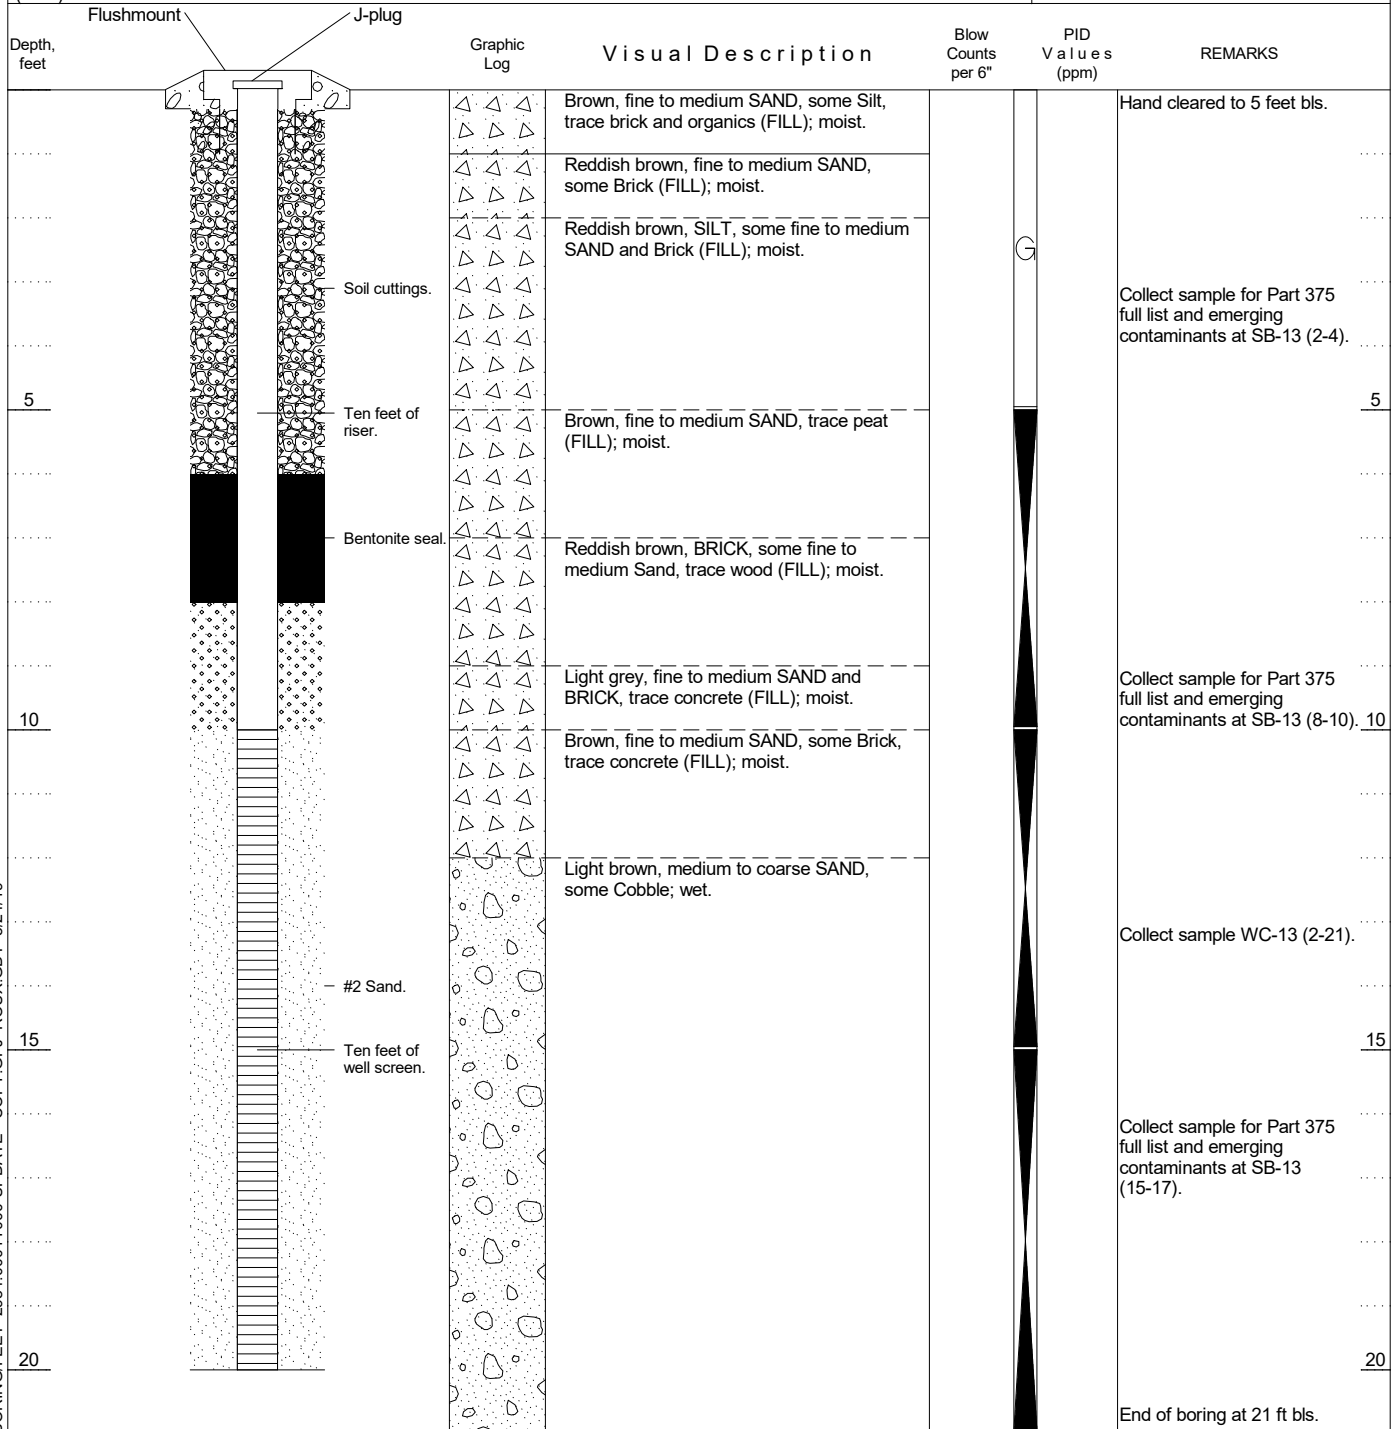 Flushmount
J-plug
Depth,
feet
Graphic
Log
Visual Description
Blow
Counts
per 6"
PID
Values
(ppm)
REMARKS
Brown, fine to medium SAND, some Silt,
trace brick and organics (FILL); moist.
Hand cleared to 5 feet bls.
Reddish brown, fine to medium SAND,
some Brick (FILL); moist.
Reddish brown, SILT, some fine to medium
SAND and Brick (FILL); moist.
G
Soil cuttings.
Collect sample for Part 375
full list and emerging
contaminants at SB-13 (2-4).
5
Ten feet of
riser.
Brown, fine to medium SAND, trace peat
(FILL); moist.
5
Bentonite seal.
Reddish brown, BRICK, some fine to
medium Sand, trace wood (FILL); moist.
Light grey, fine to medium SAND and
BRICK, trace concrete (FILL); moist.
Collect sample for Part 375
full list and emerging
contaminants at SB-13 (8-10).
10
10
Brown, fine to medium SAND, some Brick,
trace concrete (FILL); moist.
Light brown, medium to coarse SAND,
some Cobble; wet.
Collect sample WC-13 (2-21).
#2 Sand.
15
Ten feet of
well screen.
15
Collect sample for Part 375
full list and emerging
contaminants at SB-13
(15-17).
20
20
End of boring at 21 ft bls.